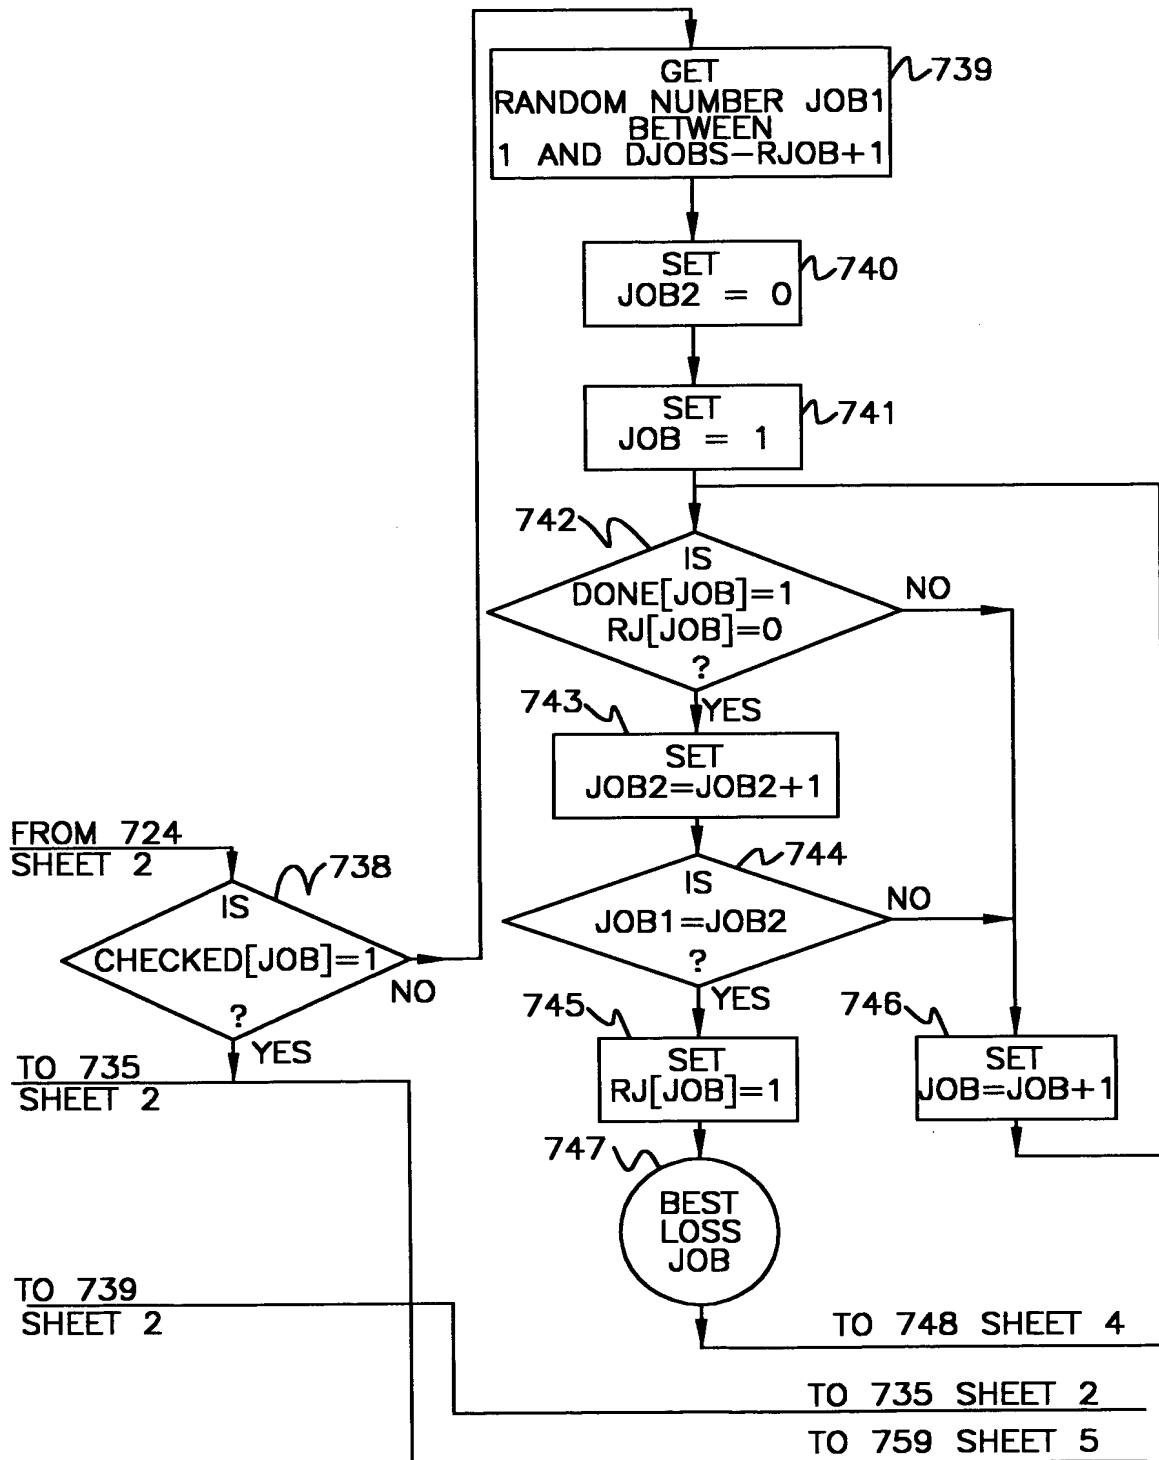 GET
RANDOM NUMBER JOB1
BETWEEN
1 AND DJOBS-RJOB+1
739
SET
JOB2 = 0
740
SET
JOB = 1
741
742
IS
DONE[JOB]=1
RJ[JOB]=0
?
NO
YES
743
SET
JOB2=JOB2+1
FROM 724
SHEET 2
738
IS
CHECKED[JOB]=1
?
NO
YES
744
IS
JOB1=JOB2
?
NO
YES
745
SET
RJ[JOB]=1
746
SET
JOB=JOB+1
TO 735
SHEET 2
747
BEST
LOSS
JOB
TO 739
SHEET 2
TO 748 SHEET 4
TO 735 SHEET 2
TO 759 SHEET 5